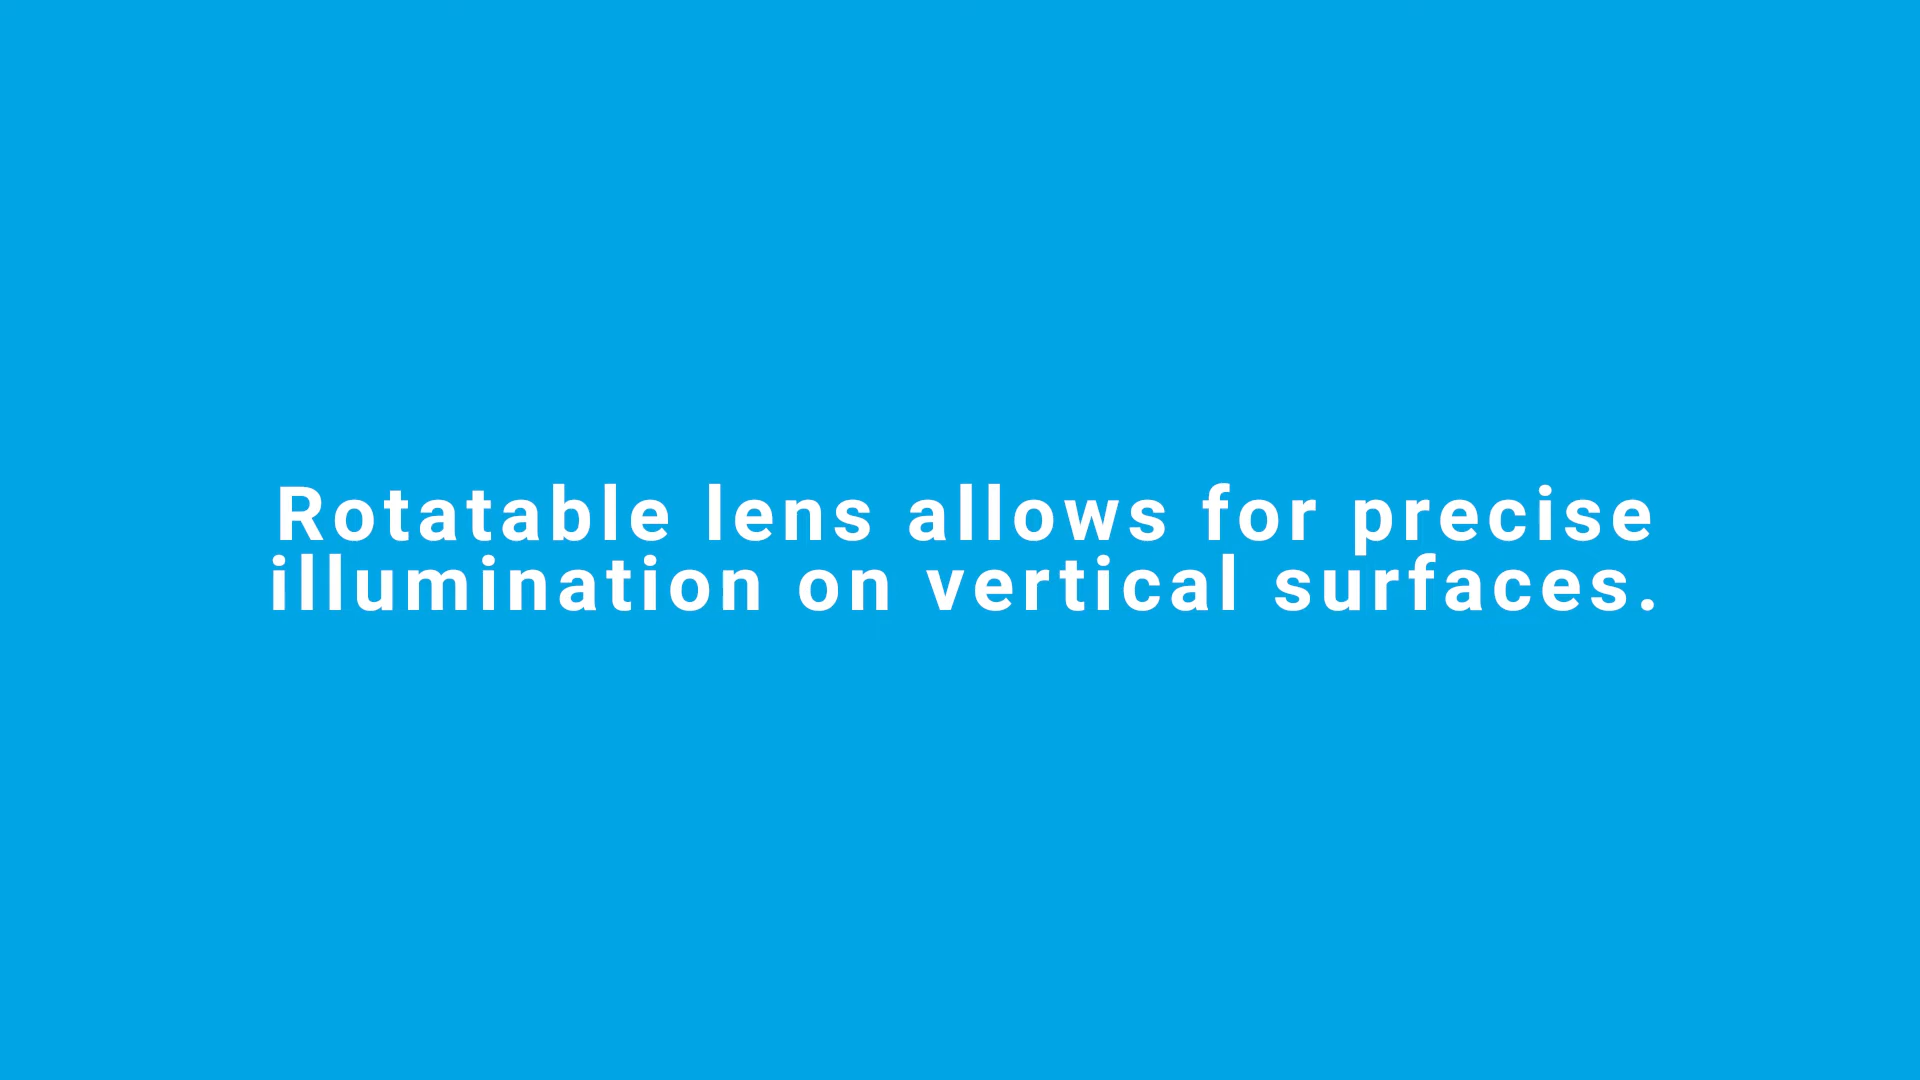 Rotatable lens allows for precise
illumination on vertical surfaces.